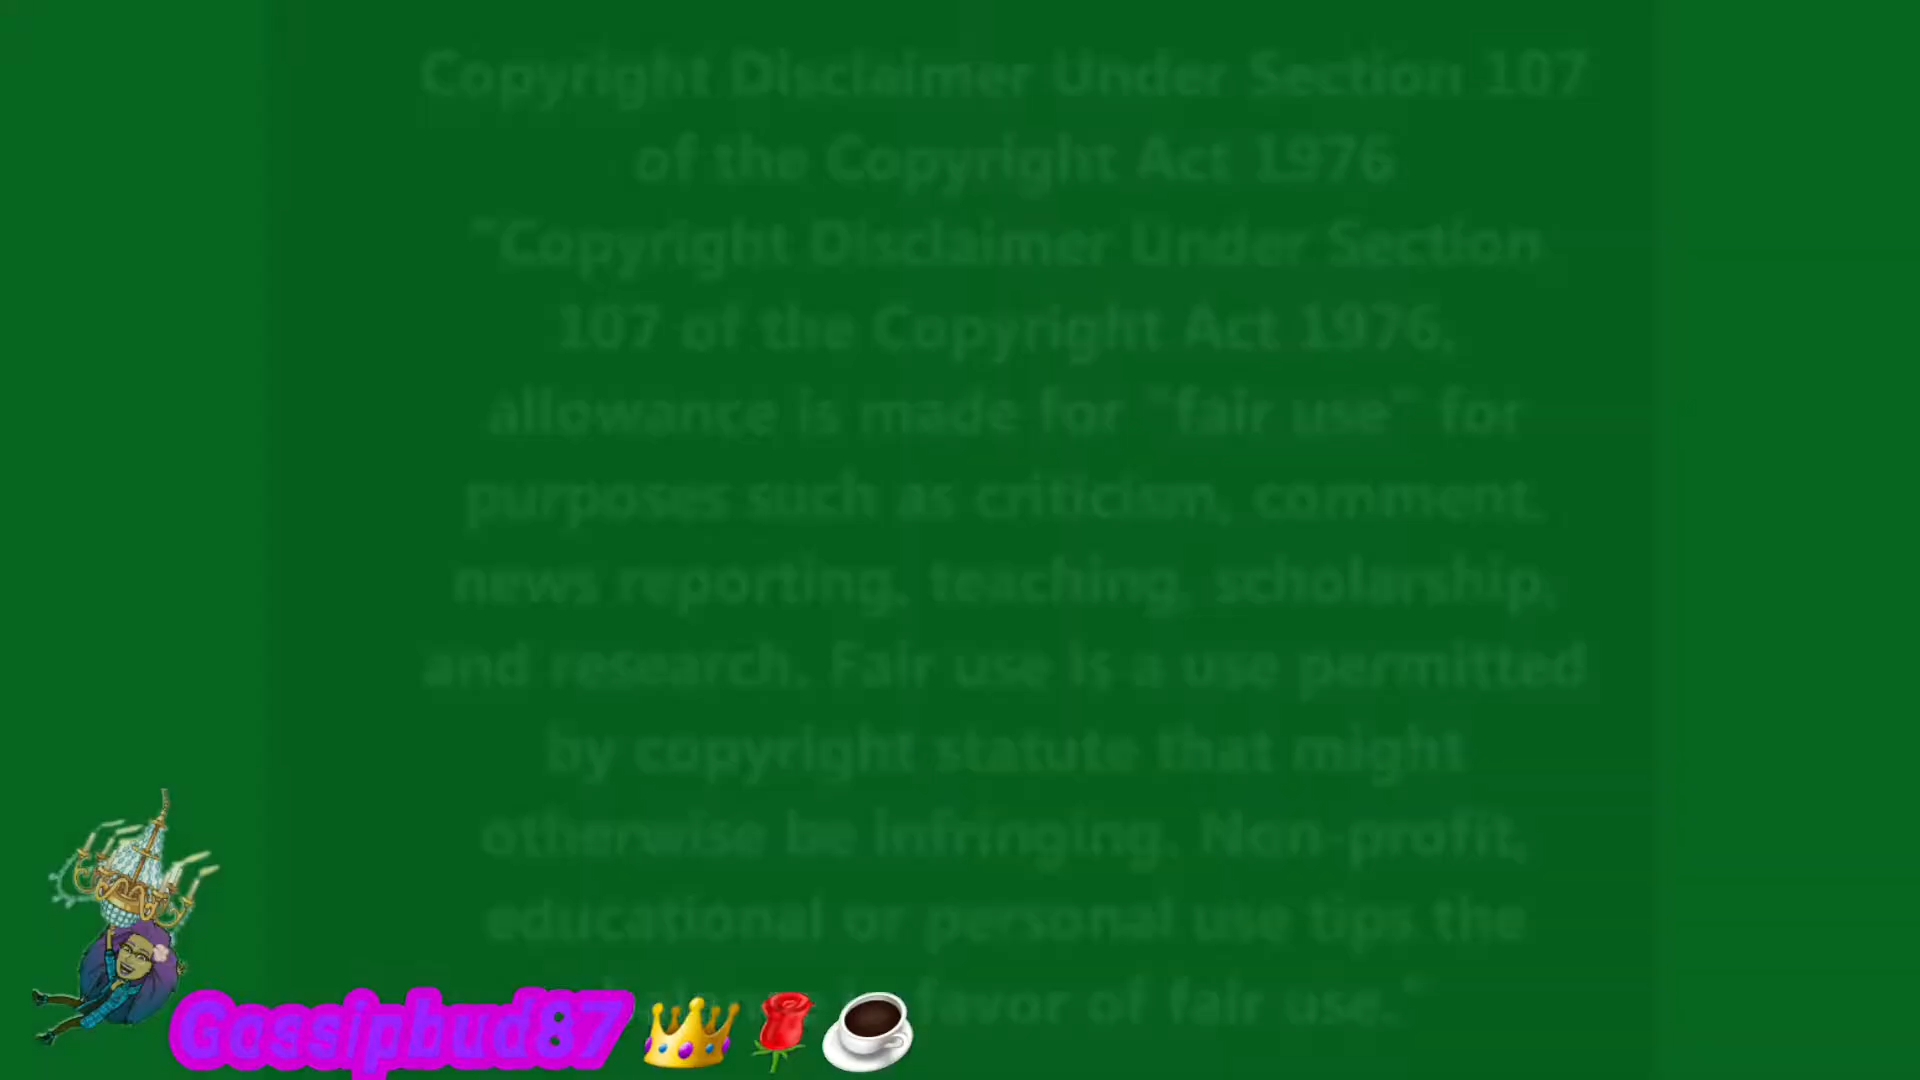 Copyright Disclaimer Under Section 107
of the Copyright Act 1976
"Copyright Disclaimer Under Section
107 of the Copyright Act 1976,
allowance is made for "fair use" for
purposes such as criticism, comment,
news reporting, teaching, scholarship,
and research. Fair use is a use permitted
by copyright statute that might
otherwise be infringing. Non-profit,
educational or personal use tips the
favor of fair use."
Gossipbud87